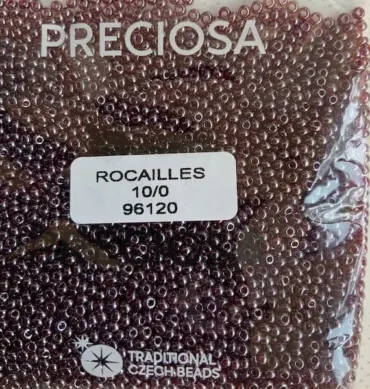 PRECIOSA
ROCAILLES
10/0
96120
TRADITIONAL
CZECH BEADS